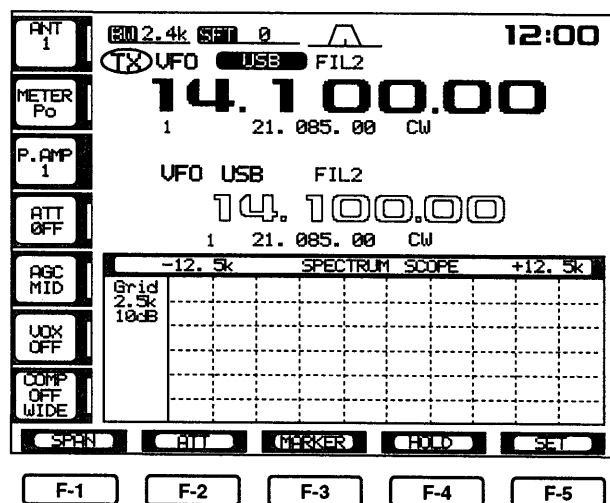 ANT
1
METER
Po
P.AMP
1
ATT
OFF
AGC
MID
VOX
OFF
COMP
OFF
WIDE
BW 2.4k SFT 0
12:00
TX VFO USB FIL2
14.100.00
1 21.085.00 CW
VFO USB FIL2
14.100.00
1 21.085.00 CW
-12.5k SPECTRUM SCOPE +12.5k
Grid
2.5k
10dB
SPAN ATT MARKER HOLD SET
F-1 F-2 F-3 F-4 F-5